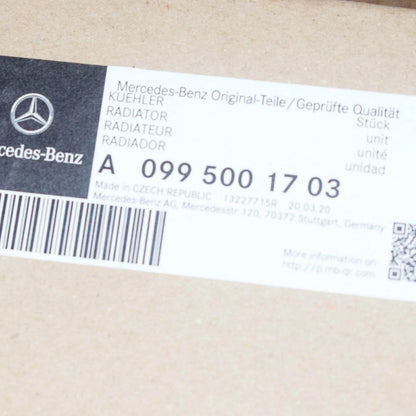 Mercedes-Benz Original-Teile/Geprüfte Qualität
KUEHLER Stück
RADIATOR unit
RADIATEUR unité
RADIADOR unidad
cedes-Benz
A 099 500 17 03
Made in CZECH REPUBLIC 13227715R 20.03.20
Mercedes-Benz AG, Mercedesstr. 120, 70372 Stuttgart, Germany
More information on
http://p.mb-qr.com